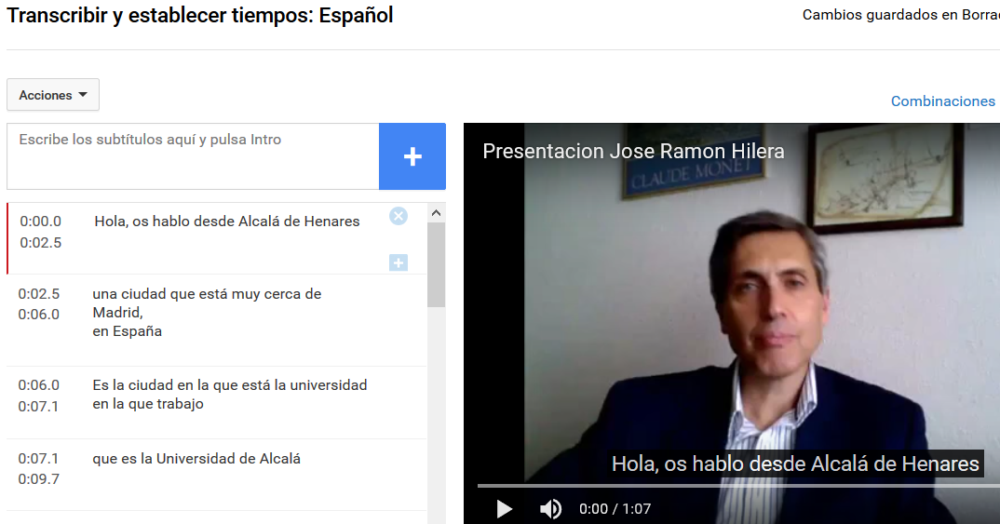 Transcribir y establecer tiempos: Español
Cambios guardados en Borra
Acciones
Combinaciones
Escribe los subtítulos aquí y pulsa Intro
0:00.0
0:02.5
Hola, os hablo desde Alcalá de Henares
0:02.5
0:06.0
una ciudad que está muy cerca de
Madrid,
en España
0:06.0
0:07.1
Es la ciudad en la que está la universidad
en la que trabajo
0:07.1
0:09.7
que es la Universidad de Alcalá
Presentacion Jose Ramon Hilera
CLAUDE MONET
Hola, os hablo desde Alcalá de Henares
0:00 / 1:07